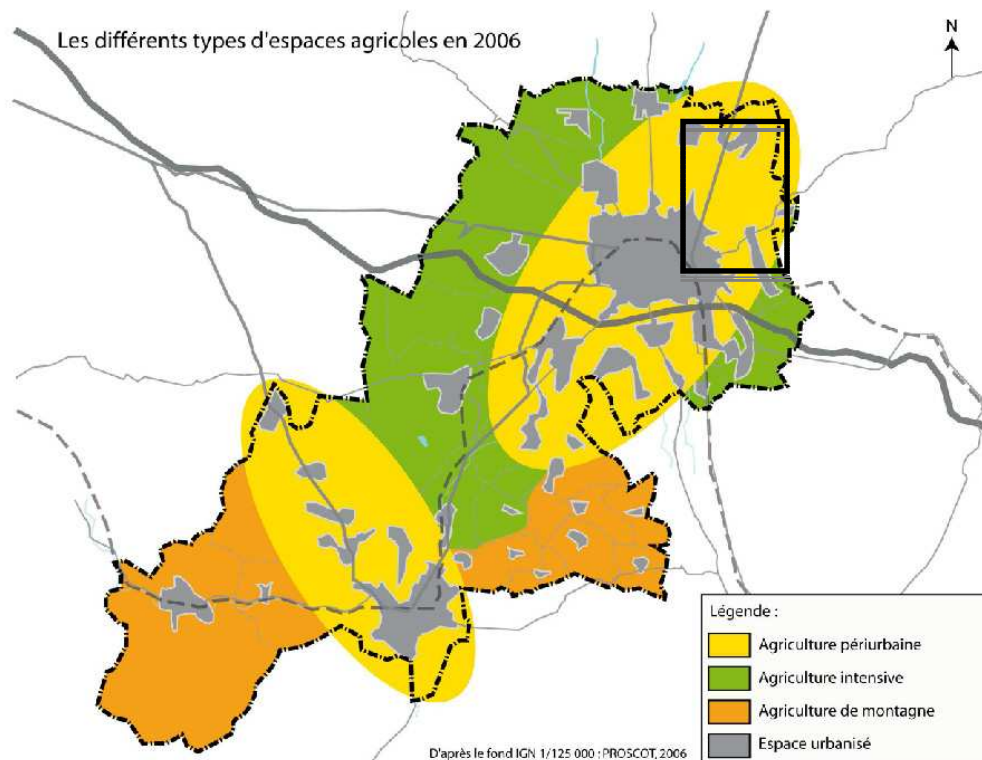 Les différents types d'espaces agricoles en 2006
N
Légende :
Agriculture périurbaine
Agriculture intensive
Agriculture de montagne
Espace urbanisé
D'après le fond IGN 1/125 000 ; PROSCOT, 2006